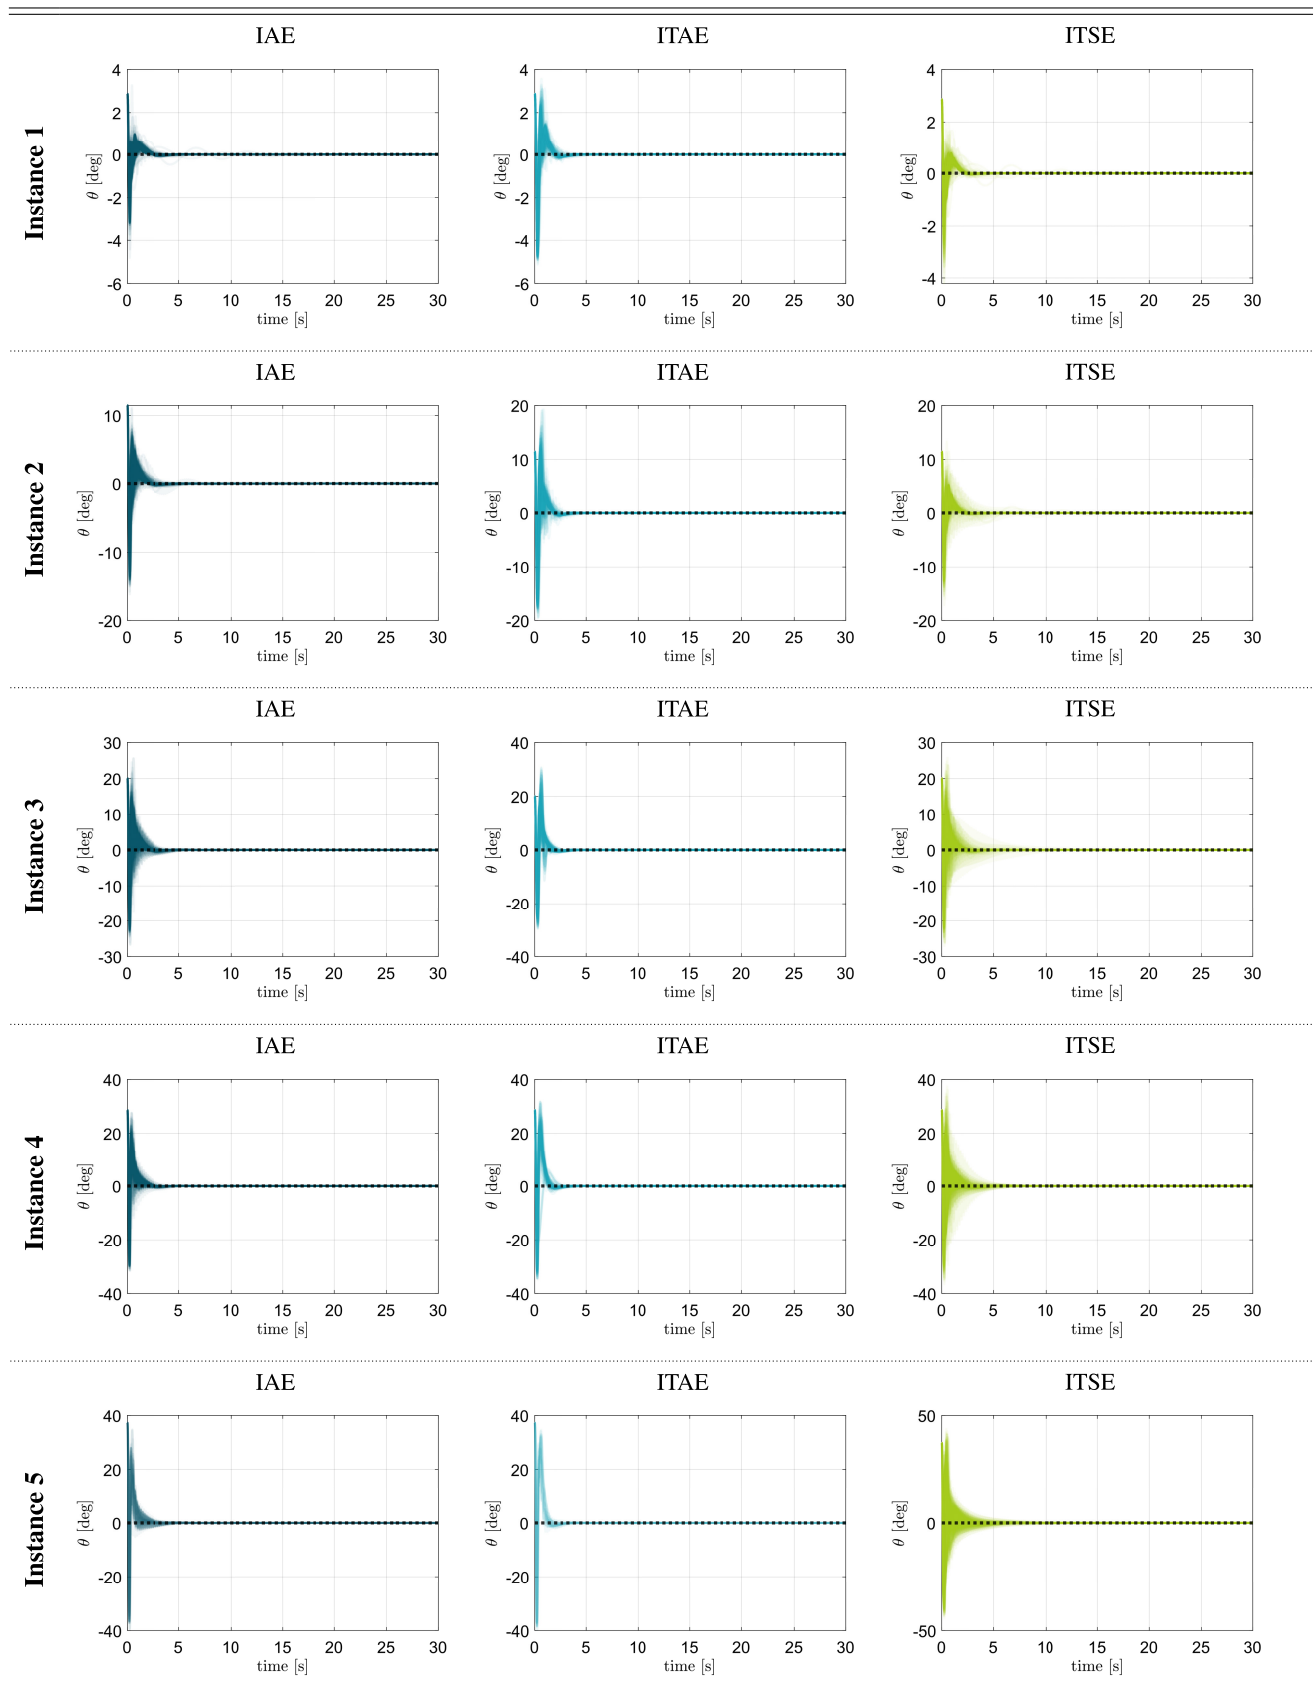 IAE ITAE ITSE
Instance 1
4 4 4
2 2 2
0 0 0
-2 -2 -2
-4 -4 -4
-6 -6
θ [deg] θ [deg] θ [deg]
0 5 10 15 20 25 30 0 5 10 15 20 25 30 0 5 10 15 20 25 30
time [s] time [s] time [s]
IAE ITAE ITSE
Instance 2
20 20
10 10 10
0 0 0
-10 -10 -10
-20 -20 -20
θ [deg] θ [deg] θ [deg]
0 5 10 15 20 25 30 0 5 10 15 20 25 30 0 5 10 15 20 25 30
time [s] time [s] time [s]
IAE ITAE ITSE
Instance 3
30 40 30
20 20 20
10 10
0 0 0
-10 -10
-20 -20 -20
-30 -40 -30
θ [deg] θ [deg] θ [deg]
0 5 10 15 20 25 30 0 5 10 15 20 25 30 0 5 10 15 20 25 30
time [s] time [s] time [s]
IAE ITAE ITSE
Instance 4
40 40 40
20 20 20
0 0 0
-20 -20 -20
-40 -40 -40
θ [deg] θ [deg] θ [deg]
0 5 10 15 20 25 30 0 5 10 15 20 25 30 0 5 10 15 20 25 30
time [s] time [s] time [s]
IAE ITAE ITSE
Instance 5
40 40 50
20 20
0 0 0
-20 -20
-40 -40 -50
θ [deg] θ [deg] θ [deg]
0 5 10 15 20 25 30 0 5 10 15 20 25 30 0 5 10 15 20 25 30
time [s] time [s] time [s]